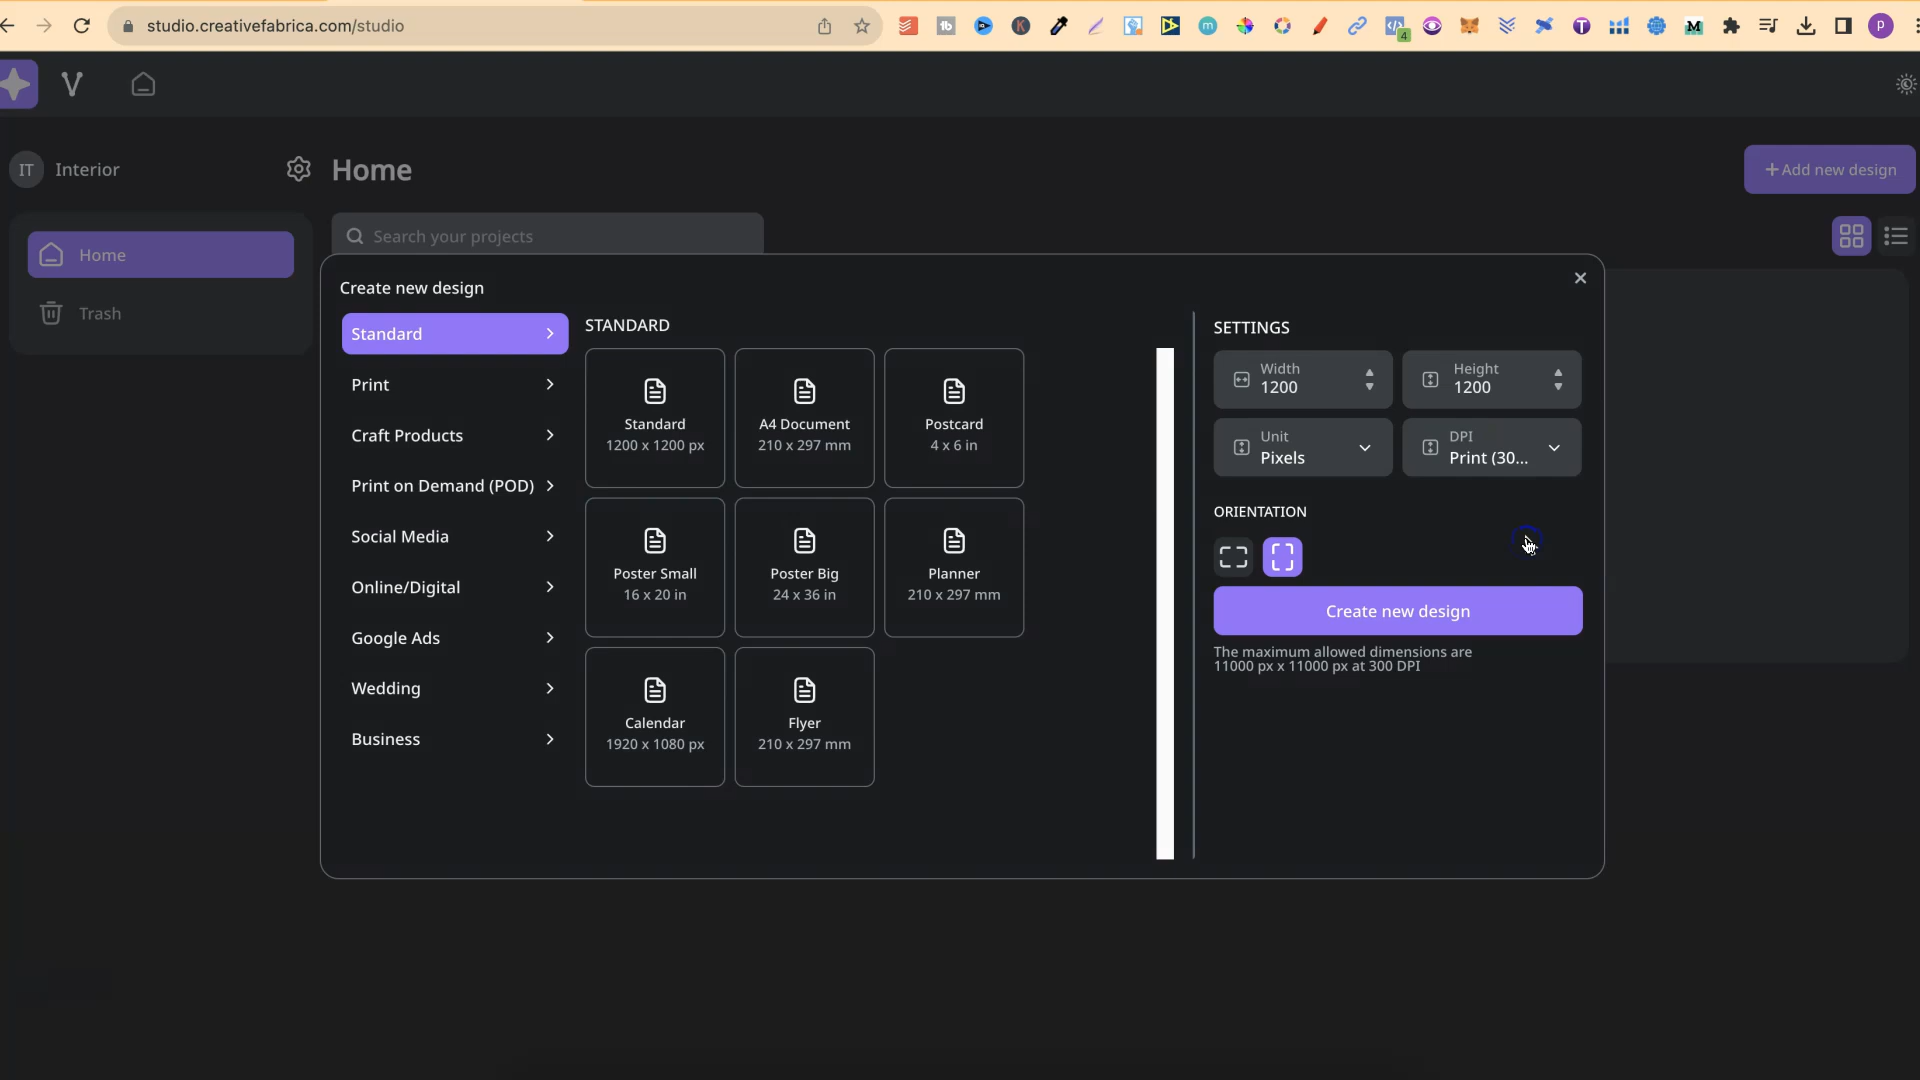 studio.creativefabrica.com/studio
4
P
IT
Interior
Home
+ Add new design
Home
Search your projects
Trash
Create new design
Standard
Print
Craft Products
Print on Demand (POD)
Social Media
Online/Digital
Google Ads
Wedding
Business
STANDARD
Standard
1200 x 1200 px
A4 Document
210 x 297 mm
Postcard
4 x 6 in
Poster Small
16 x 20 in
Poster Big
24 x 36 in
Planner
210 x 297 mm
Calendar
1920 x 1080 px
Flyer
210 x 297 mm
SETTINGS
Width
1200
Height
1200
Unit
Pixels
DPI
Print (30...
ORIENTATION
Create new design
The maximum allowed dimensions are
11000 px x 11000 px at 300 DPI